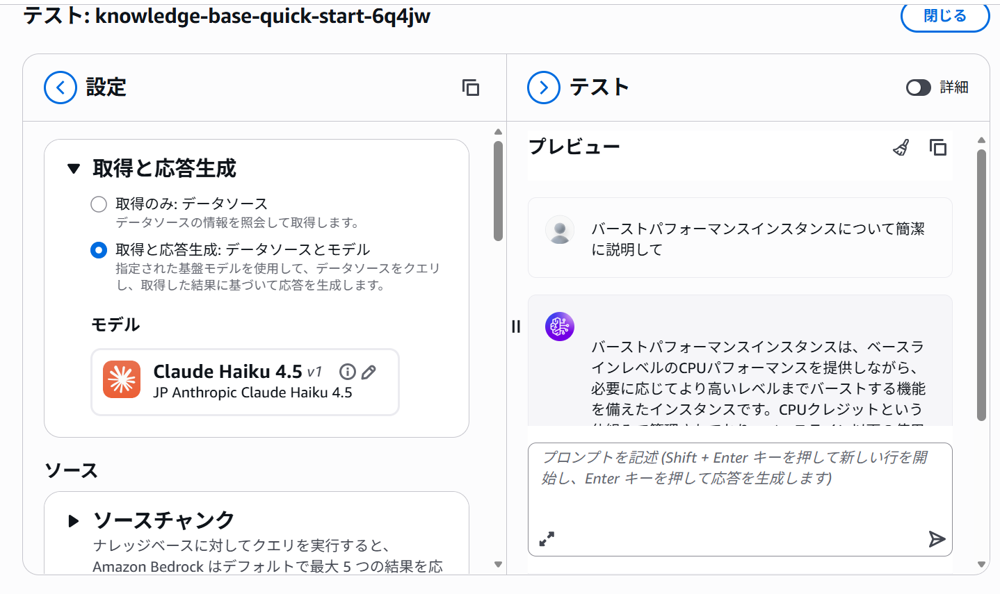 テスト: knowledge-base-quick-start-6q4jw
閉じる
設定
取得と応答生成
取得のみ: データソース
データソースの情報を照会して取得します。
取得と応答生成: データソースとモデル
指定された基盤モデルを使用して、データソースをクエリ
し、取得した結果に基づいて応答を生成します。
モデル
Claude Haiku 4.5 v1
JP Anthropic Claude Haiku 4.5
ソース
ソースチャンク
ナレッジベースに対してクエリを実行すると、
Amazon Bedrock はデフォルトで最大 5 つの結果を応
テスト
詳細
プレビュー
バーストパフォーマンスインスタンスについて簡潔
に説明して
バーストパフォーマンスインスタンスは、ベースラ
インレベルのCPUパフォーマンスを提供しながら、
必要に応じてより高いレベルまでバーストする機能
を備えたインスタンスです。CPUクレジットという
プロンプトを記述 (Shift + Enter キーを押して新しい行を開
始し、Enter キーを押して応答を生成します)